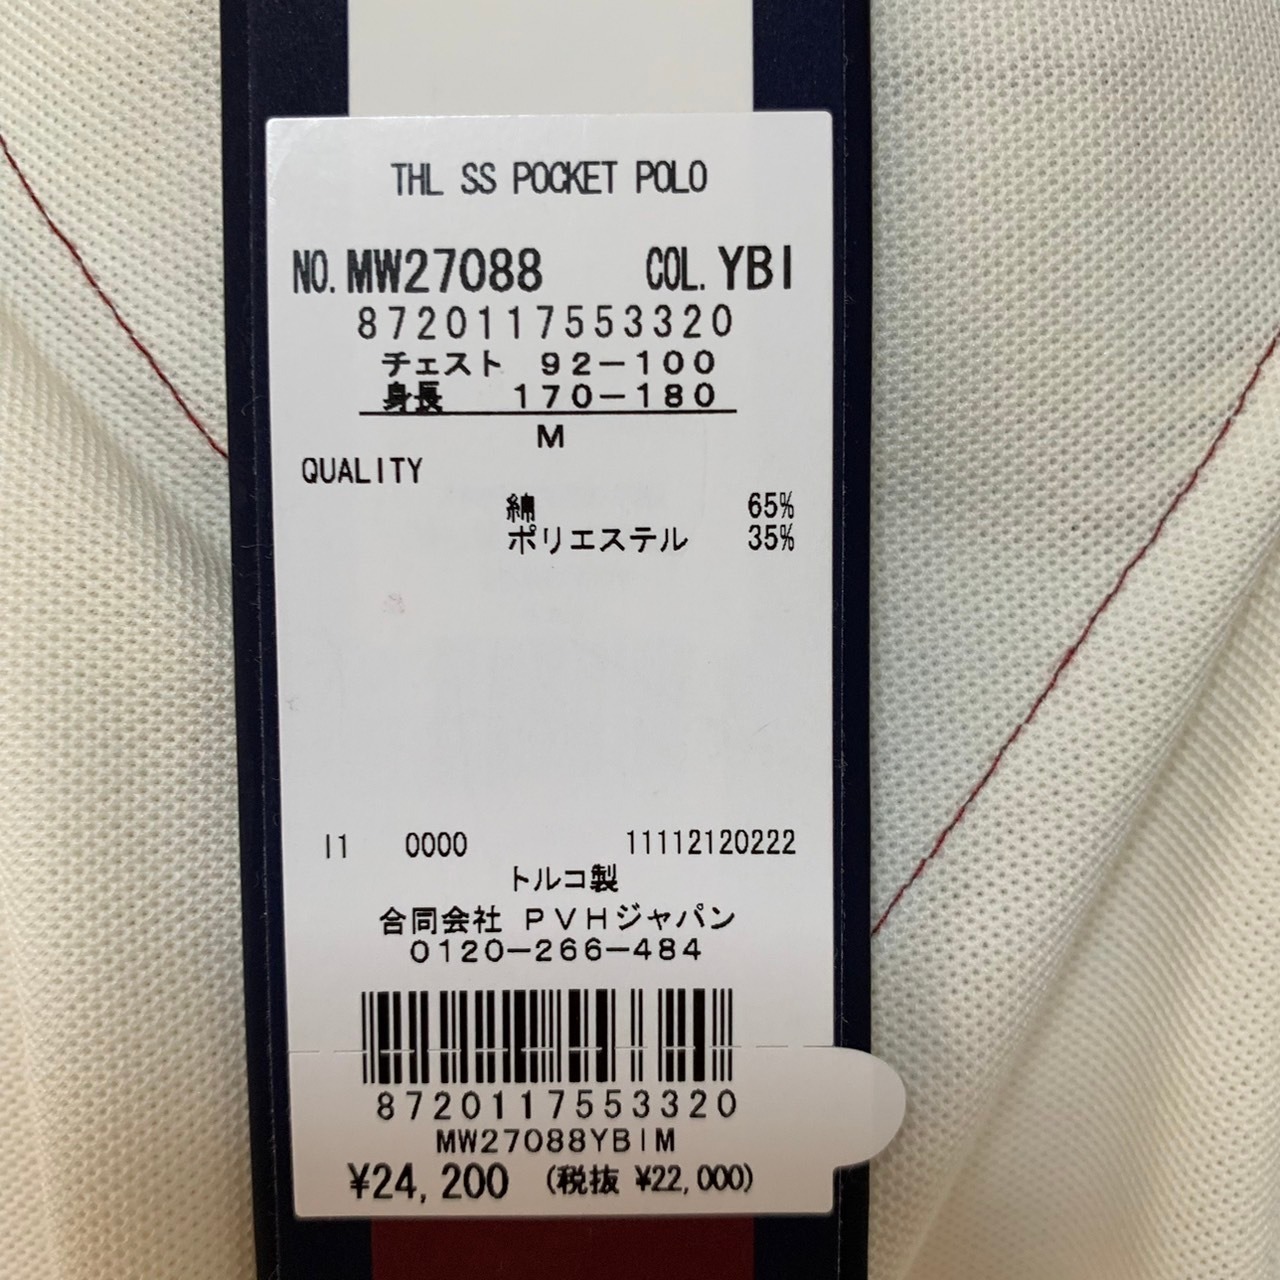 THL SS POCKET POLO
NO.MW27088 COL.YBI
8720117553320
チェスト 92-100
身長 170-180
M
QUALITY
綿 65%
ポリエステル 35%
I1 0000 11112120222
トルコ製
合同会社 PVHジャパン
0120-266-484
8720117553320
MW27088YBIM
¥24,200 (税抜 ¥22,000)